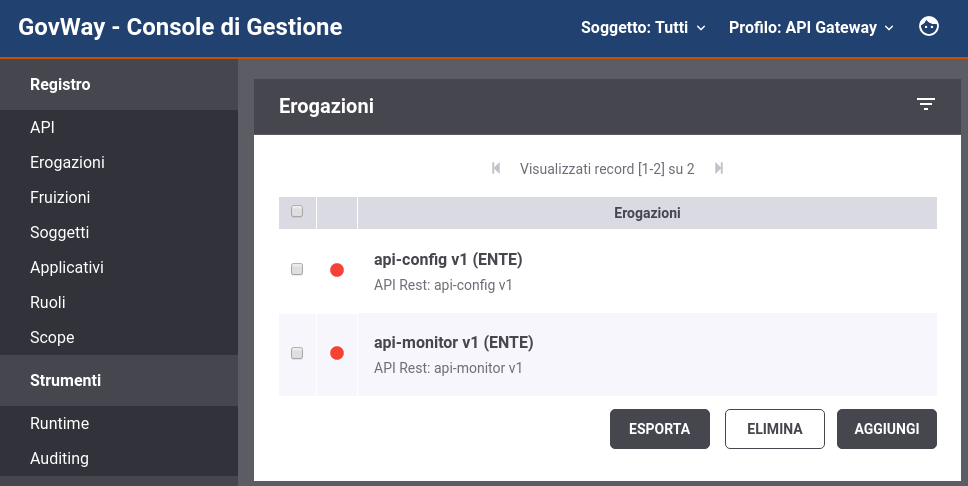 GovWay - Console di Gestione
Soggetto: Tutti
Profilo: API Gateway
Registro
API
Erogazioni
Fruizioni
Soggetti
Applicativi
Ruoli
Scope
Strumenti
Runtime
Auditing
Erogazioni
Visualizzati record [1-2] su 2
Erogazioni
api-config v1 (ENTE)
API Rest: api-config v1
api-monitor v1 (ENTE)
API Rest: api-monitor v1
ESPORTA
ELIMINA
AGGIUNGI